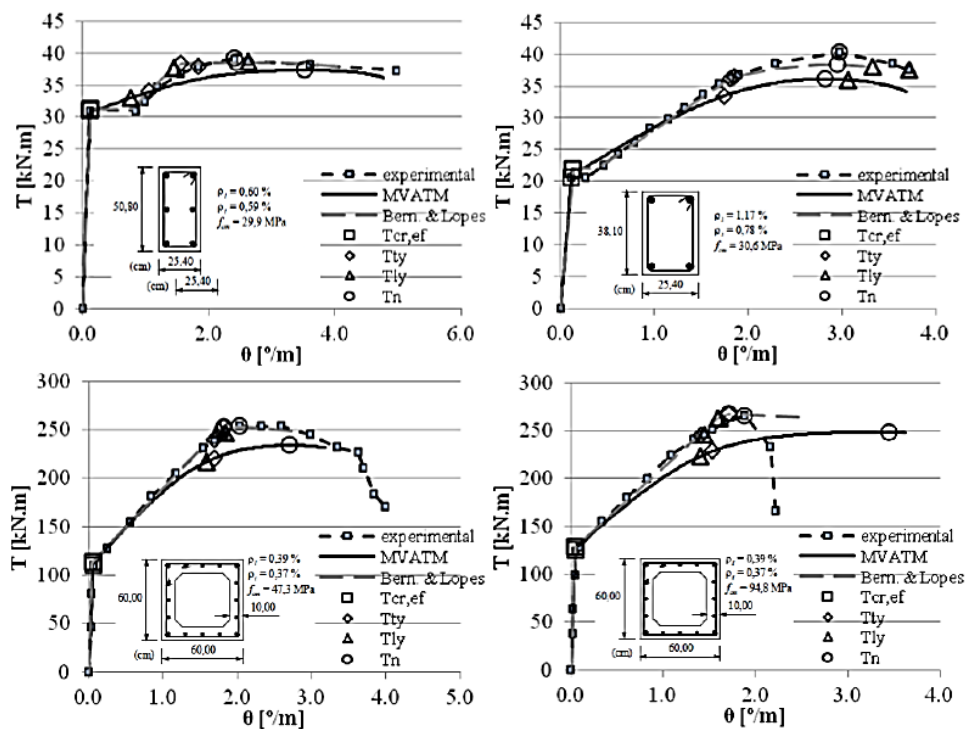 T [kN.m]
45
40
35
30
25
20
15
10
5
0
0.0 2.0 4.0 6.0
θ [°/m]
50,80
(cm) 25,40
(cm) 25,40
ρl = 0,60 %
ρt = 0,59 %
fcm = 29,9 MPa
experimental
MVATM
Bern. & Lopes
Tcr,ef
Tty
Tly
Tn
T [kN.m]
45
40
35
30
25
20
15
10
5
0
0.0 1.0 2.0 3.0 4.0
θ [°/m]
38,10
(cm) 25,40
ρl = 1,17 %
ρt = 0,78 %
fcm = 30,6 MPa
experimental
MVATM
Bern. & Lopes
Tcr,ef
Tty
Tly
Tn
T [kN.m]
300
250
200
150
100
50
0
0.0 1.0 2.0 3.0 4.0 5.0
θ [°/m]
60,00
(cm) 60,00
ρl = 0,39 %
ρt = 0,37 %
fcm = 47,3 MPa
10,00
experimental
MVATM
Bern. & Lopes
Tcr,ef
Tty
Tly
Tn
T [kN.m]
300
250
200
150
100
50
0
0.0 1.0 2.0 3.0 4.0
θ [°/m]
60,00
(cm) 60,00
ρl = 0,39 %
ρt = 0,37 %
fcm = 94,8 MPa
10,00
experimental
MVATM
Bern. & Lopes
Tcr,ef
Tty
Tly
Tn